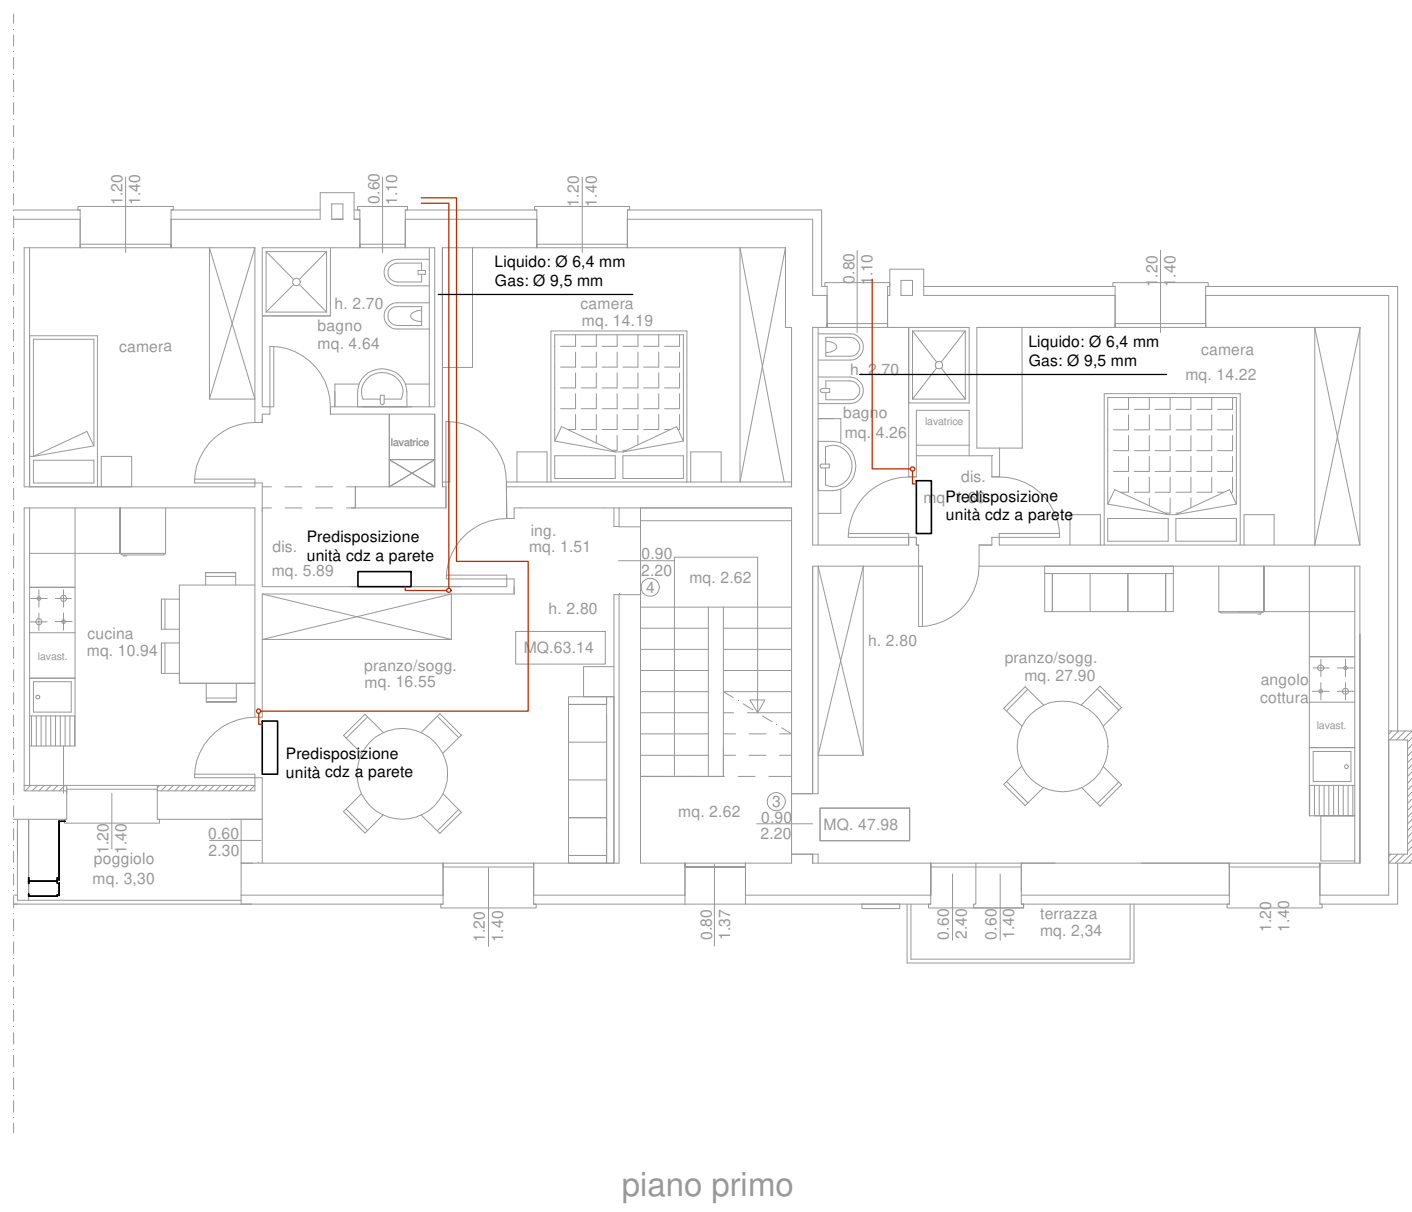 1.20
1.40
0.60
1.10
1.20
1.40
0.80
1.10
1.20
1.40
Liquido: Ø 6,4 mm
Gas: Ø 9,5 mm
h. 2.70
bagno
mq. 4.64
camera
camera
mq. 14.19
Liquido: Ø 6,4 mm
Gas: Ø 9,5 mm
camera
mq. 14.22
h. 2.70
bagno
mq. 4.26
lavatrice
lavatrice
dis.
mq.
Predisposizione
unità cdz a parete
Predisposizione
unità cdz a parete
dis.
mq. 5.89
ing.
mq. 1.51
0.90
2.20
4
mq. 2.62
h. 2.80
MQ.63.14
cucina
mq. 10.94
lavast.
pranzo/sogg.
mq. 16.55
h. 2.80
pranzo/sogg.
mq. 27.90
angolo
cottura
lavast.
Predisposizione
unità cdz a parete
mq. 2.62
3
0.90
2.20
MQ. 47.98
1.20
1.40
0.60
2.30
poggiolo
mq. 3,30
1.20
1.40
0.80
1.37
0.60
2.40
0.60
1.40
terrazza
mq. 2,34
1.20
1.40
piano primo